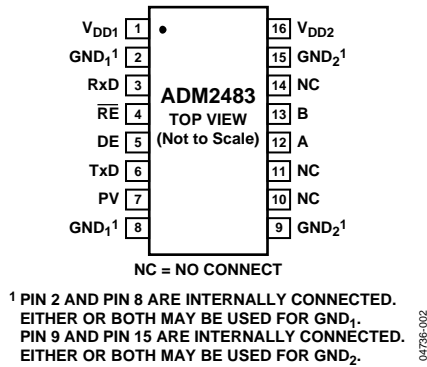 V_DD1 1 16 V_DD2
GND₁¹ 2 15 GND₂¹
RxD 3 14 NC
R̅E̅ 4 13 B
DE 5 12 A
TxD 6 11 NC
PV 7 10 NC
GND₁¹ 8 9 GND₂¹
ADM2483
TOP VIEW
(Not to Scale)
NC = NO CONNECT
¹ PIN 2 AND PIN 8 ARE INTERNALLY CONNECTED.
EITHER OR BOTH MAY BE USED FOR GND₁.
PIN 9 AND PIN 15 ARE INTERNALLY CONNECTED.
EITHER OR BOTH MAY BE USED FOR GND₂.
04736-002